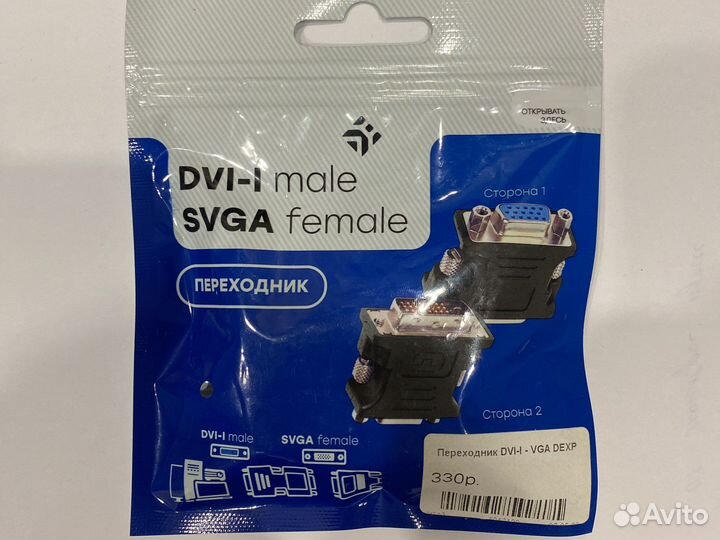 ОТКРЫВАТЬ
ЗДЕСЬ
DVI-I male
SVGA female
Сторона 1
ПЕРЕХОДНИК
Сторона 2
DVI-I male
SVGA female
Переходник DVI-I - VGA DEXP
330р.
Avito